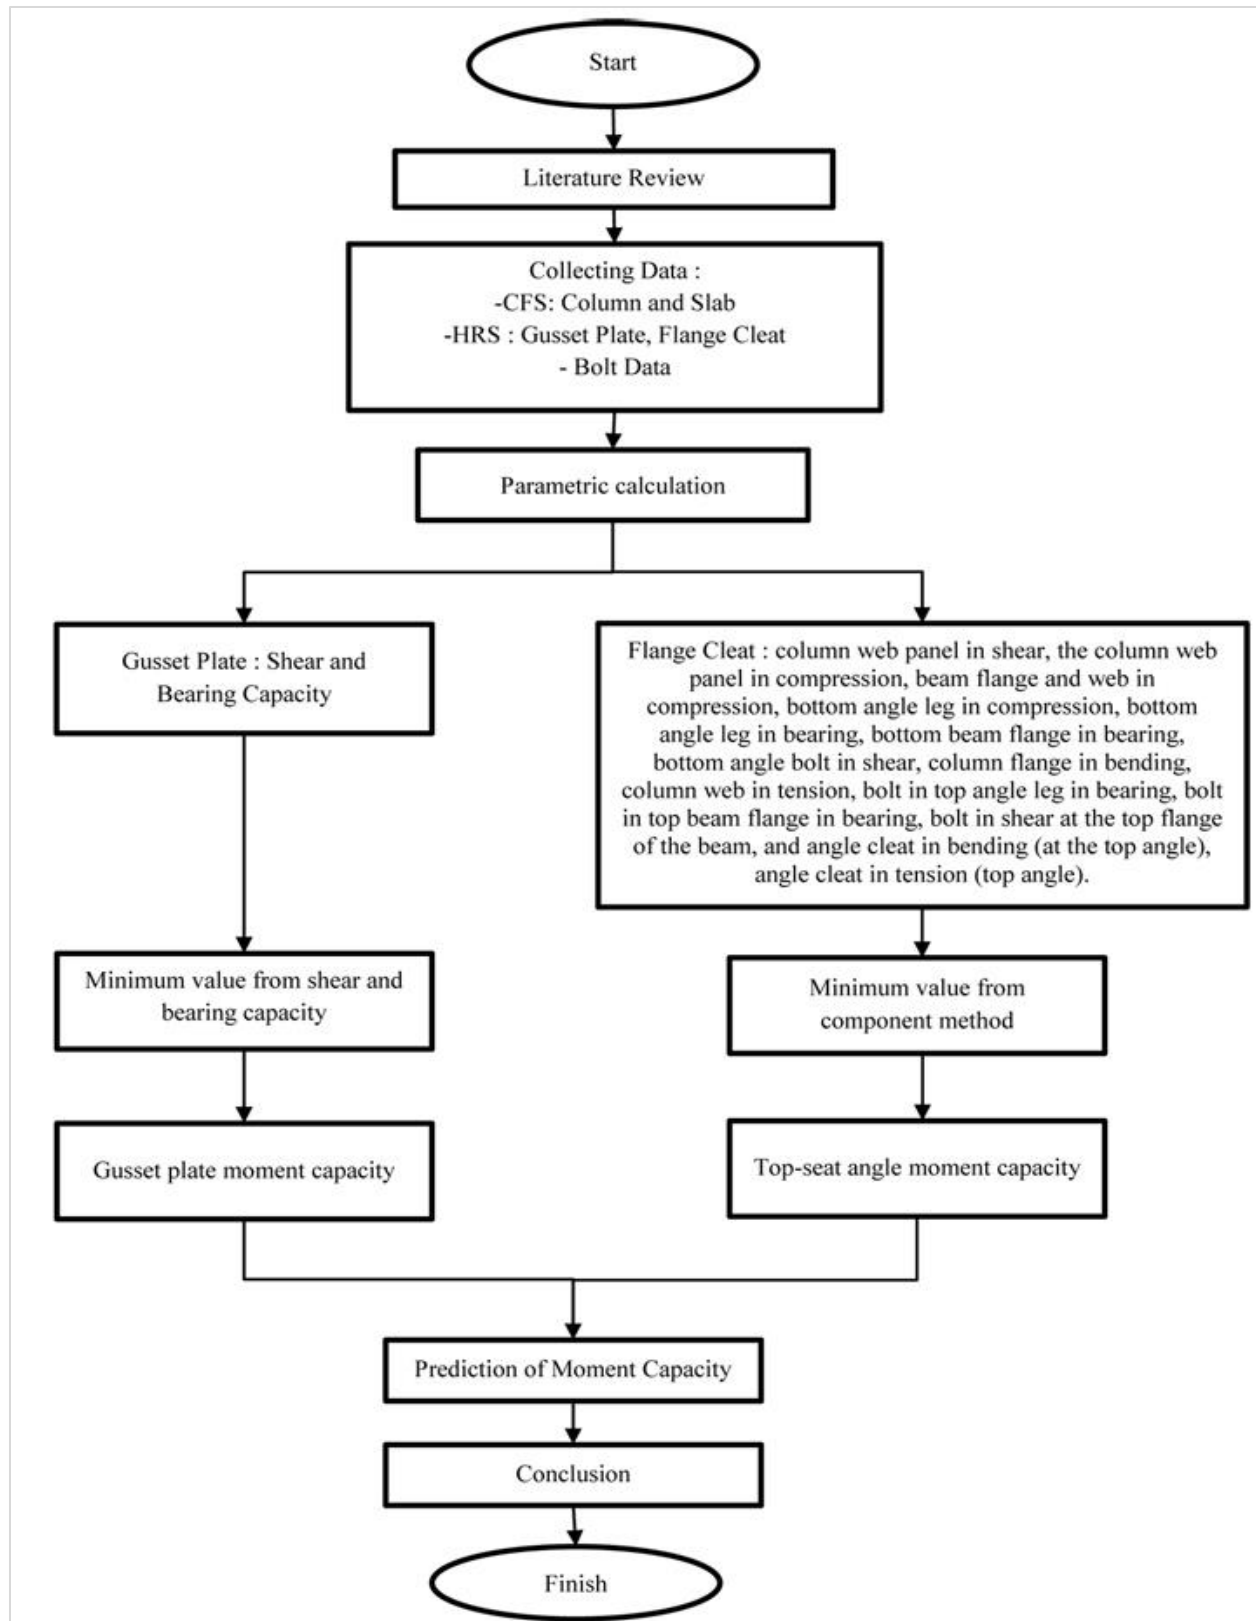 Start
Literature Review
Collecting Data :
-CFS: Column and Slab
-HRS : Gusset Plate, Flange Cleat
- Bolt Data
Parametric calculation
Gusset Plate : Shear and
Bearing Capacity
Flange Cleat : column web panel in shear, the column web
panel in compression, beam flange and web in
compression, bottom angle leg in compression, bottom
angle leg in bearing, bottom beam flange in bearing,
bottom angle bolt in shear, column flange in bending,
column web in tension, bolt in top angle leg in bearing, bolt
in top beam flange in bearing, bolt in shear at the top flange
of the beam, and angle cleat in bending (at the top angle),
angle cleat in tension (top angle).
Minimum value from shear and
bearing capacity
Minimum value from
component method
Gusset plate moment capacity
Top-seat angle moment capacity
Prediction of Moment Capacity
Conclusion
Finish